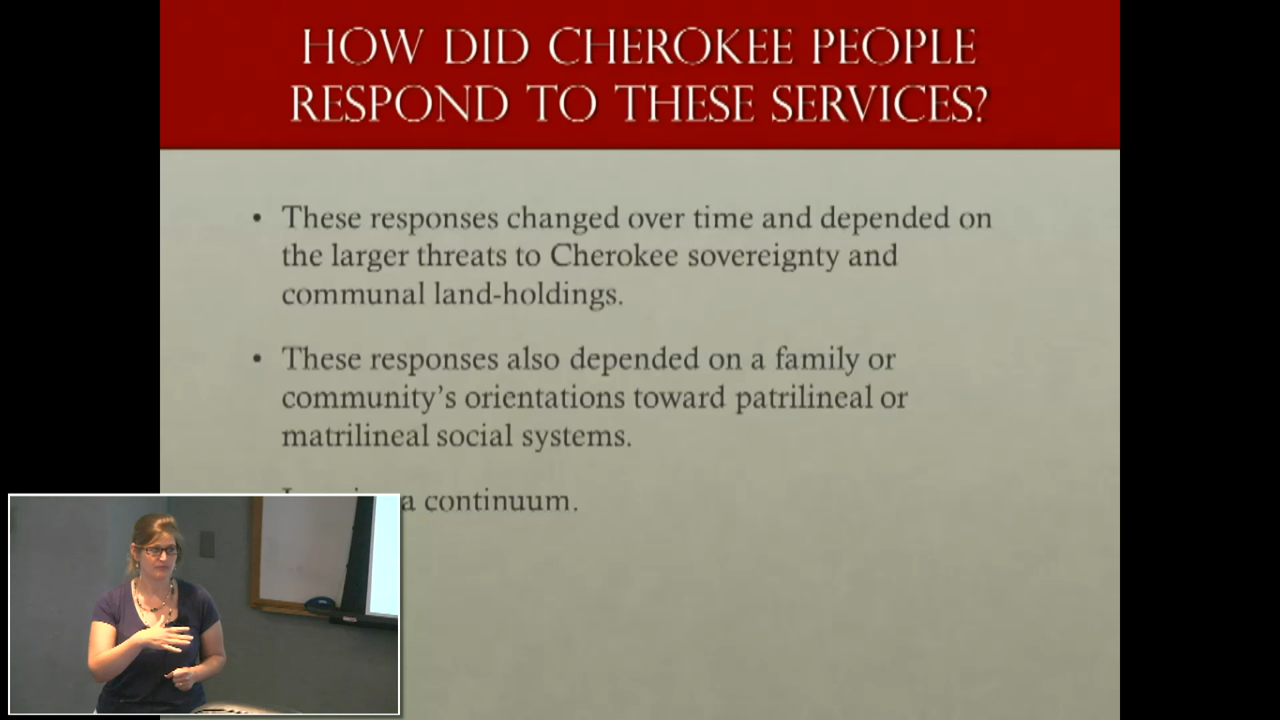 HOW DID CHEROKEE PEOPLE
RESPOND TO THESE SERVICES?
• These responses changed over time and depended on
the larger threats to Cherokee sovereignty and
communal land-holdings.
• These responses also depended on a family or
community’s orientations toward patrilineal or
matrilineal social systems.
a continuum.